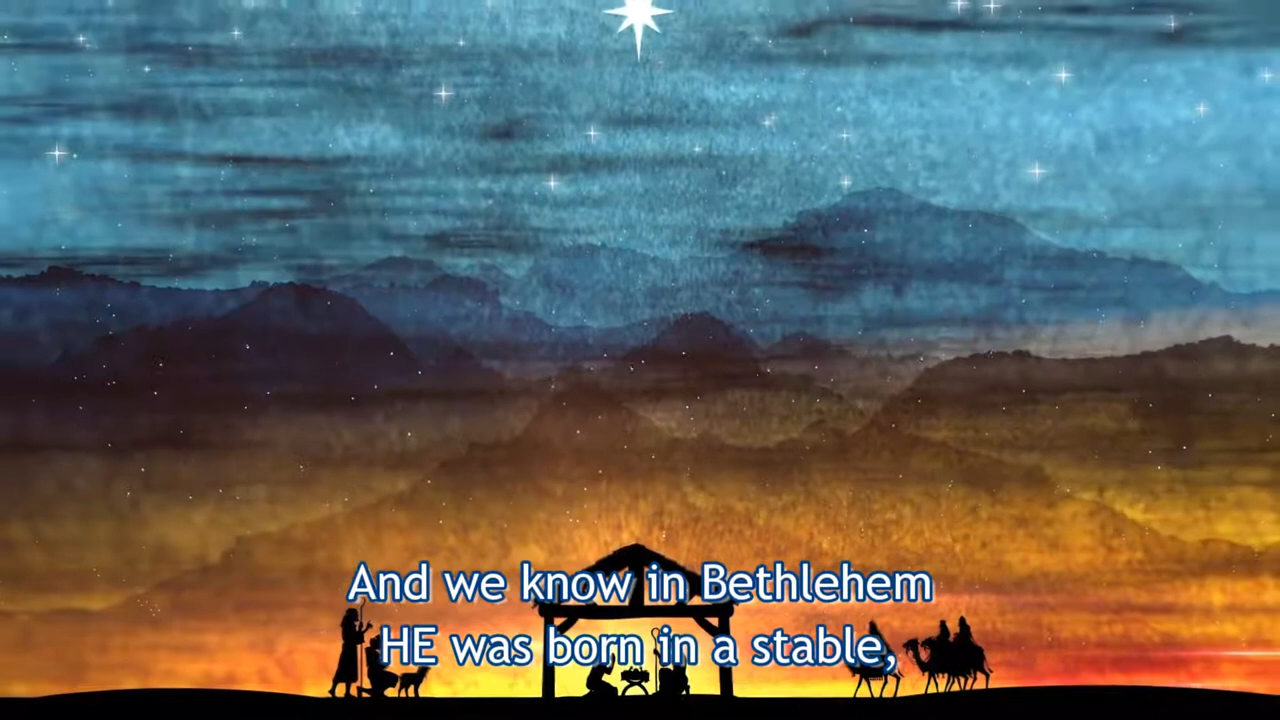 And we know in Bethlehem
HE was born in a stable,